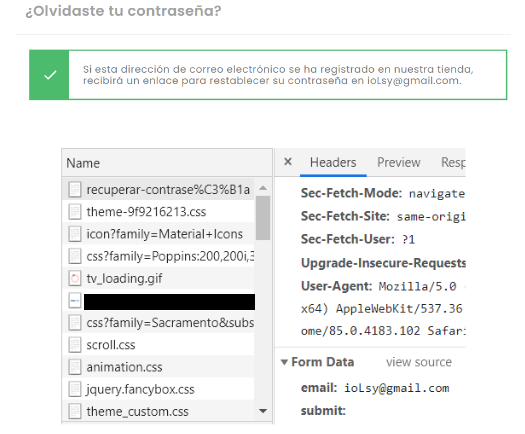 ¿Olvidaste tu contraseña?
Si esta dirección de correo electrónico se ha registrado en nuestra tienda,
recibirá un enlace para restablecer su contraseña en ioLsy@gmail.com.
Name
recuperar-contrase%C3%B1a
theme-9f9216213.css
icon?family=Material+Icons
css?family=Poppins:200,200i,3
tv_loading.gif
css?family=Sacramento&subs
scroll.css
animation.css
jquery.fancybox.css
theme_custom.css
× Headers Preview Resp
Sec-Fetch-Mode: navigate
Sec-Fetch-Site: same-origi
Sec-Fetch-User: ?1
Upgrade-Insecure-Requests
User-Agent: Mozilla/5.0
x64) AppleWebKit/537.36
ome/85.0.4183.102 Safari
Form Data view source
email: ioLsy@gmail.com
submit: